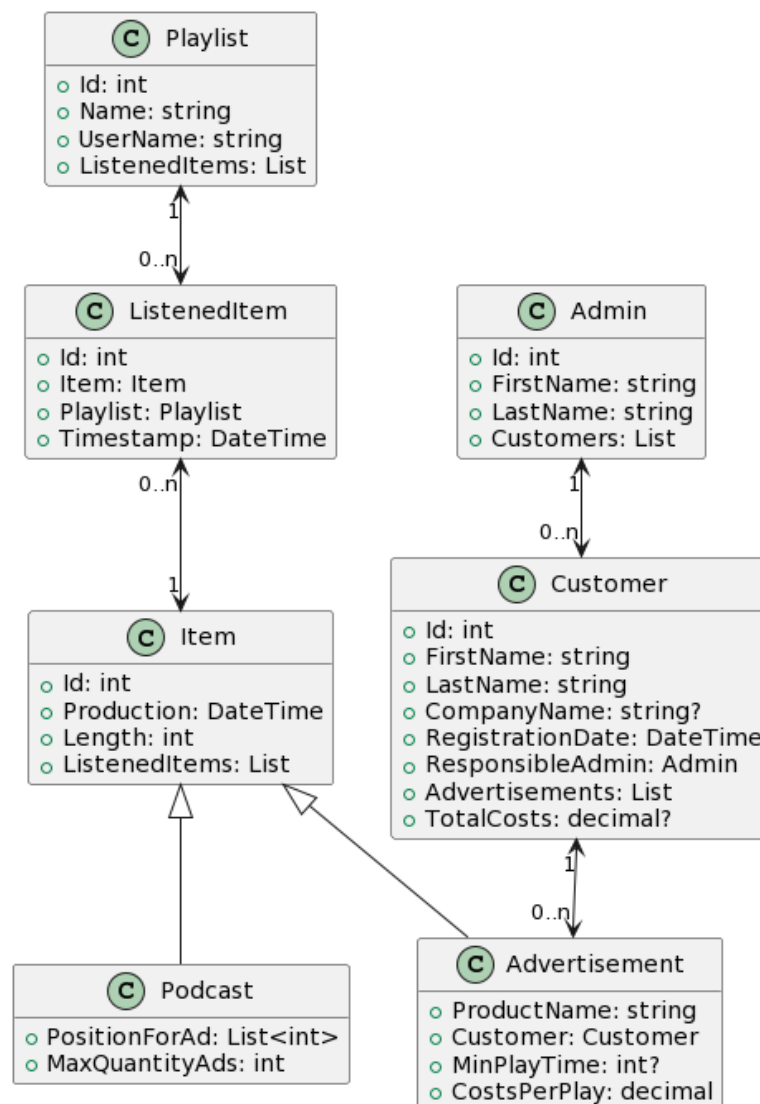 C Playlist
Id: int
Name: string
UserName: string
ListenedItems: List
1
0..n
C ListenedItem
Id: int
Item: Item
Playlist: Playlist
Timestamp: DateTime
C Admin
Id: int
FirstName: string
LastName: string
Customers: List
0..n
1
1
0..n
C Item
Id: int
Production: DateTime
Length: int
ListenedItems: List
C Customer
Id: int
FirstName: string
LastName: string
CompanyName: string?
RegistrationDate: DateTime
ResponsibleAdmin: Admin
Advertisements: List
TotalCosts: decimal?
1
0..n
C Podcast
PositionForAd: List<int>
MaxQuantityAds: int
C Advertisement
ProductName: string
Customer: Customer
MinPlayTime: int?
CostsPerPlay: decimal